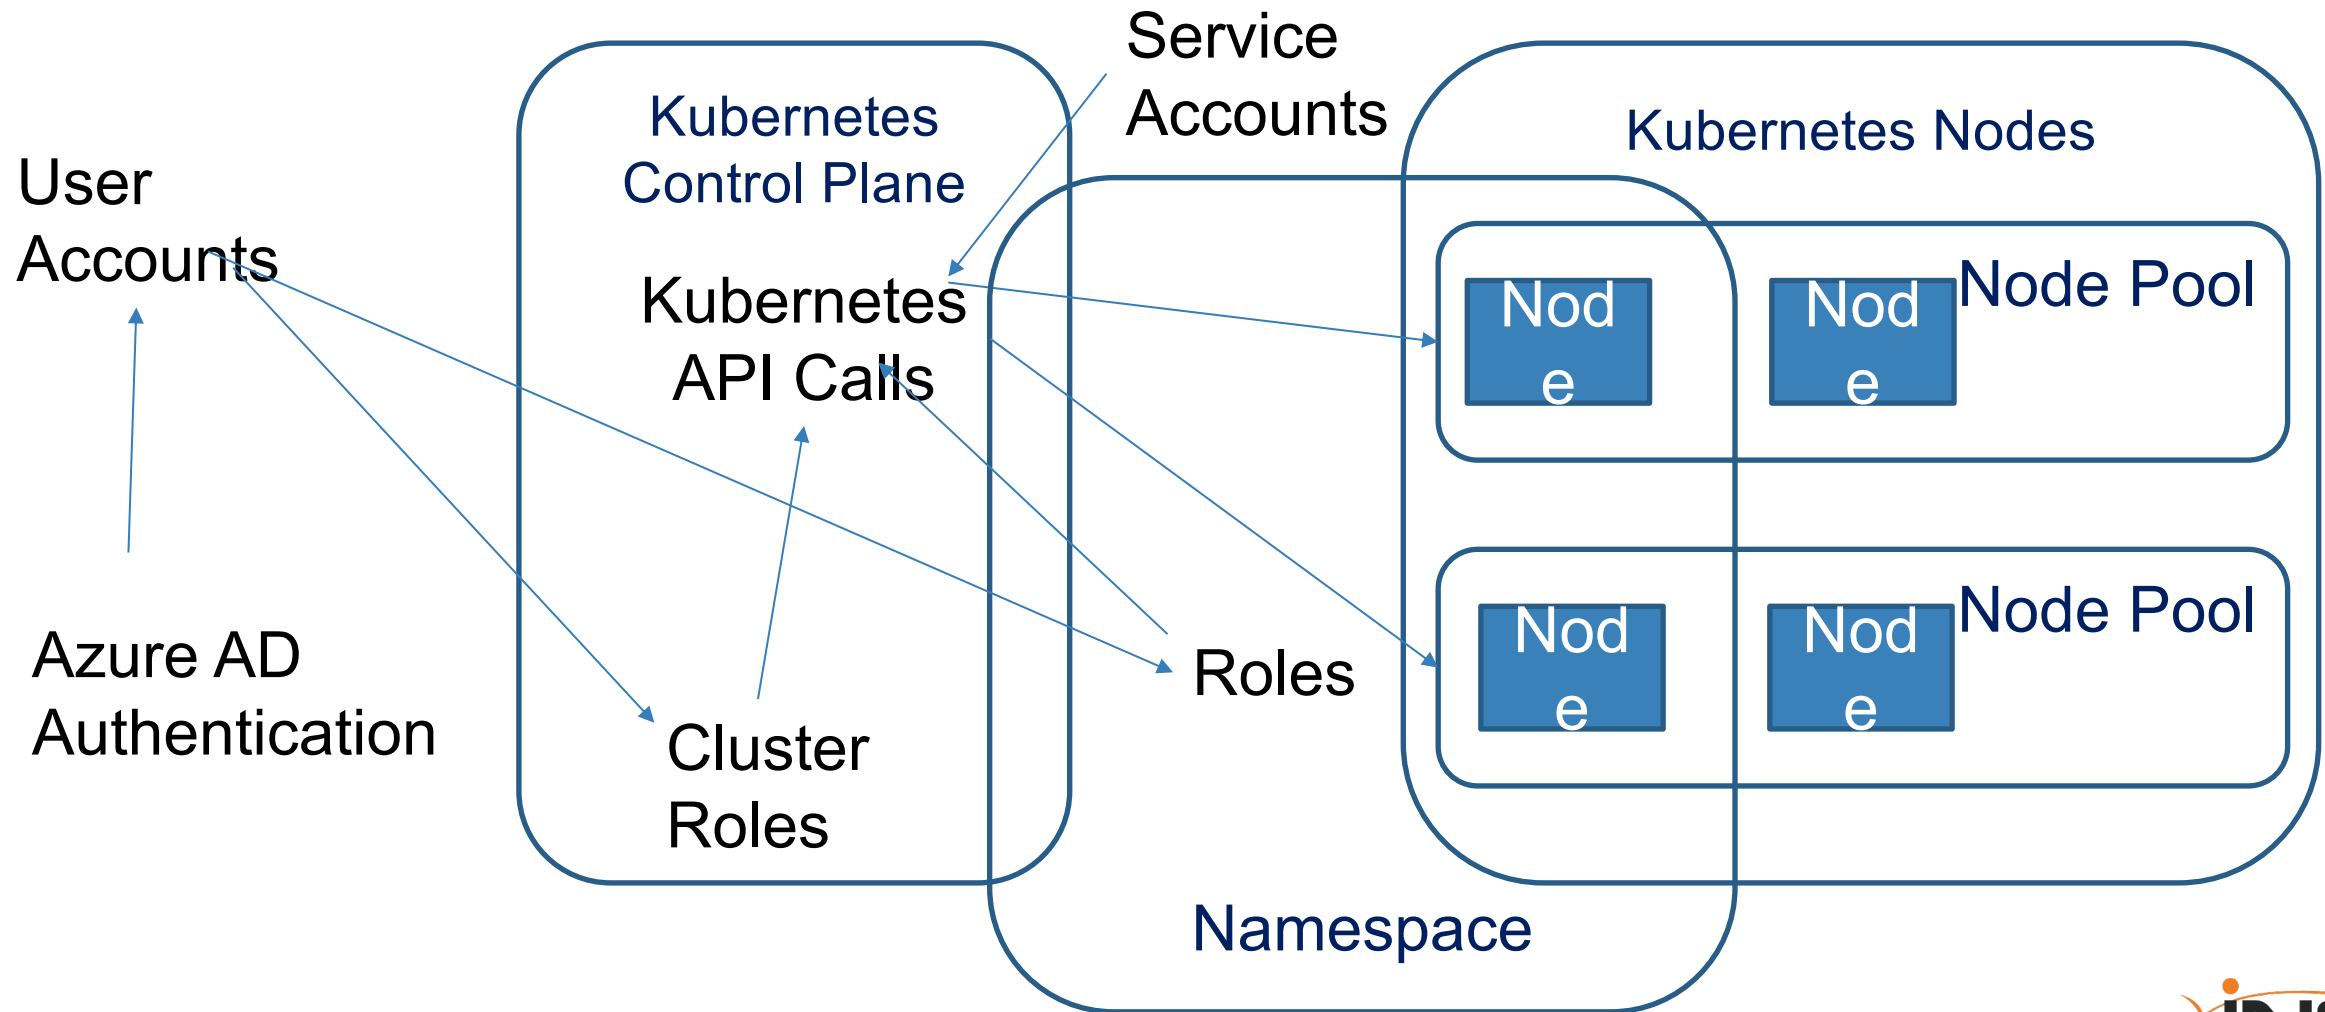 Service
Accounts
Kubernetes
Control Plane
Kubernetes Nodes
User
Accounts
Kubernetes
API Calls
Node Pool
Nod
e
Nod
e
Azure AD
Authentication
Cluster
Roles
Roles
Node Pool
Nod
e
Nod
e
Namespace